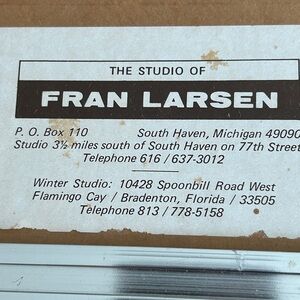 THE STUDIO OF
FRAN LARSEN
P. O. Box 110 South Haven, Michigan 49090
Studio 3½ miles south of South Haven on 77th Street
Telephone 616 / 637-3012
Winter Studio: 10428 Spoonbill Road West
Flamingo Cay / Bradenton, Florida / 33505
Telephone 813 / 778-5158